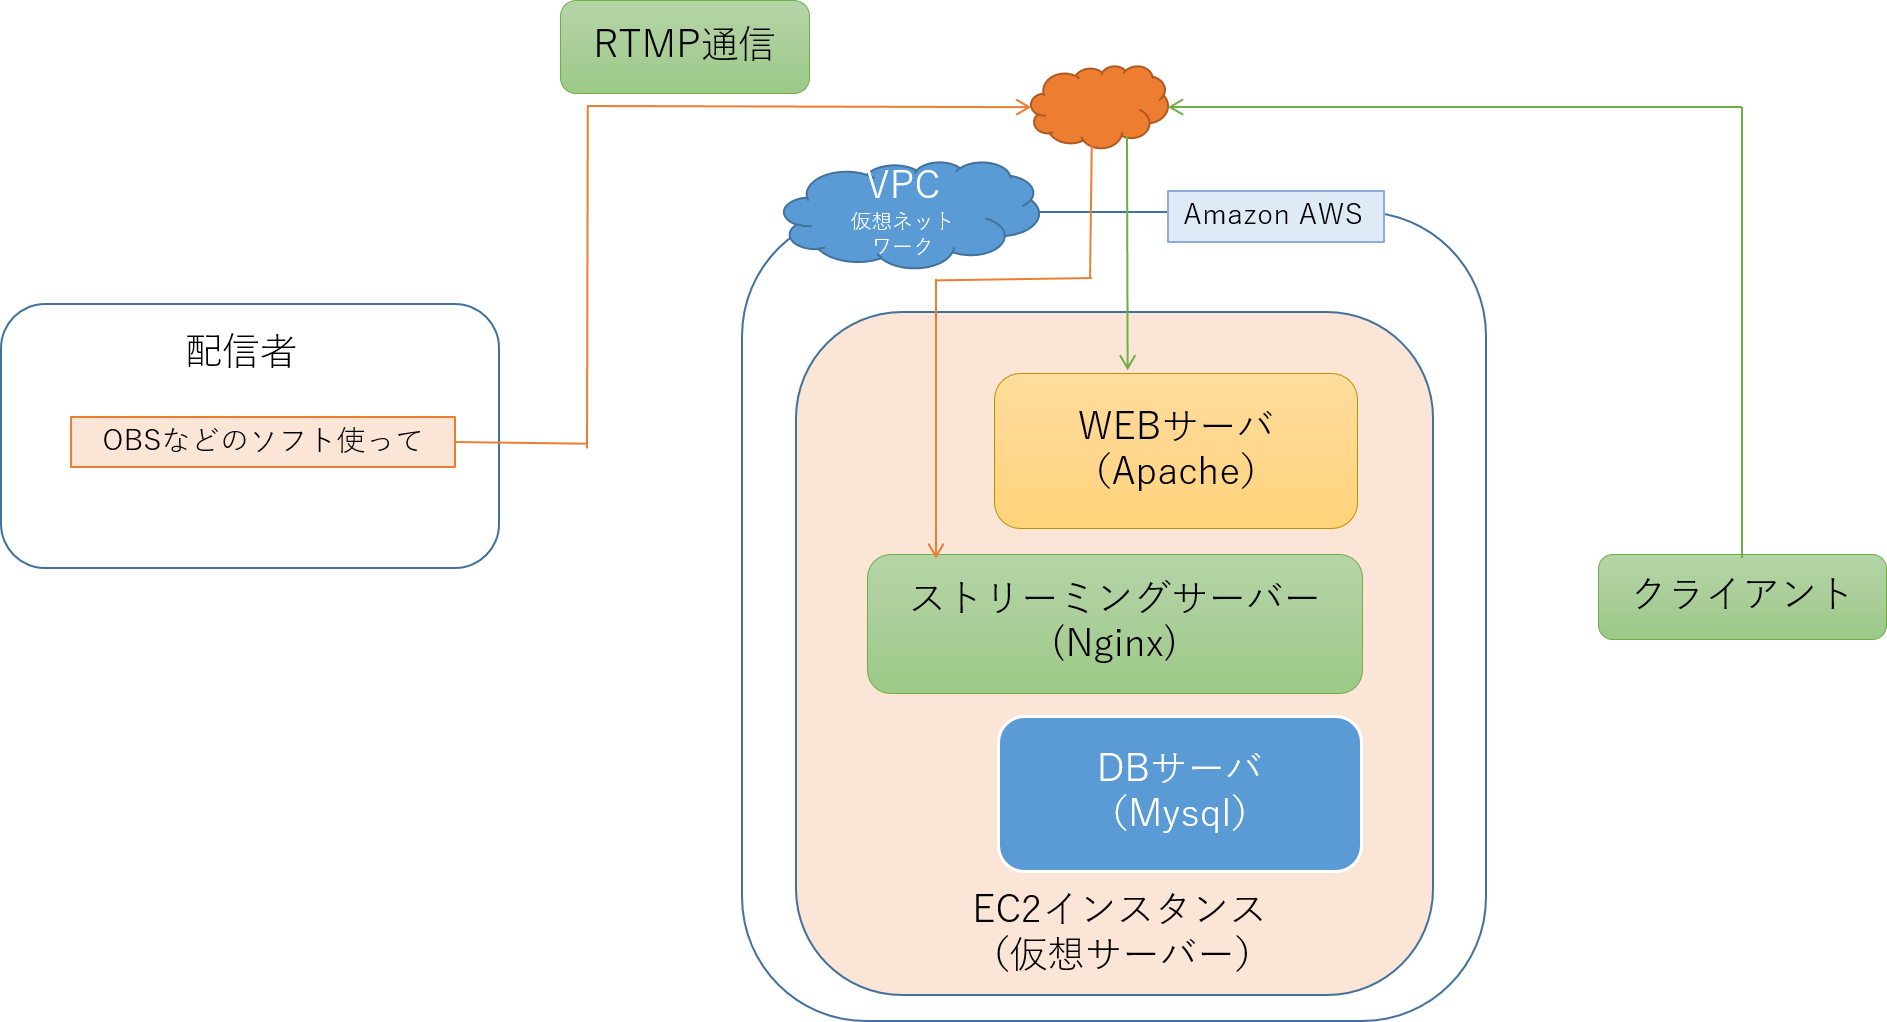 RTMP通信
VPC
仮想ネット
ワーク
Amazon AWS
配信者
OBSなどのソフト使って
WEBサーバ
（Apache）
ストリーミングサーバー
(Nginx)
クライアント
DBサーバ
（Mysql）
EC2インスタンス
（仮想サーバー）